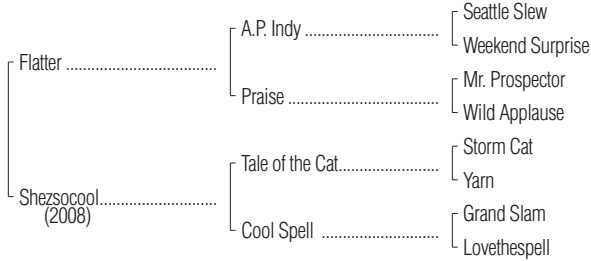 Seattle Slew
A.P. Indy ..............................
Weekend Surprise
Flatter ..................................
Mr. Prospector
Praise ..................................
Wild Applause
Storm Cat
Tale of the Cat.......................
Yarn
Shezsocool...........................
(2008)
Grand Slam
Cool Spell ...........................
Lovethespell